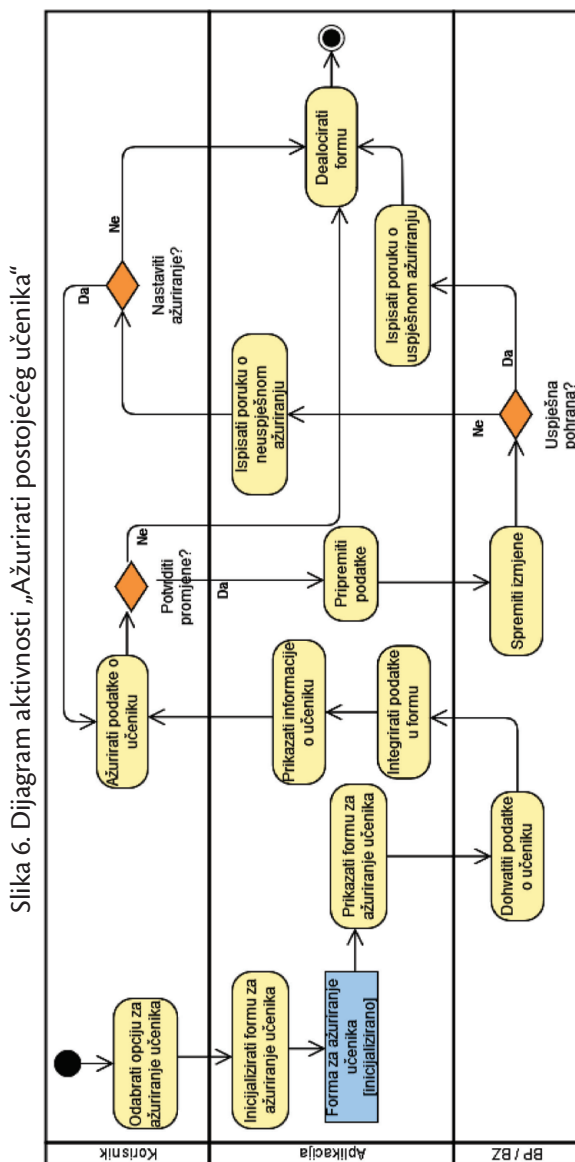 Slika 6. Dijagram aktivnosti „Ažurirati postojećeg učenika“
Korisnik
Odabrati opciju za
ažuriranje učenika
Ažurirati podatke o
učeniku
Potvrditi
promjene?
Ne
Da
Nastaviti
ažuriranje?
Da
Ne
Aplikacija
Inicijalizirati formu za
ažuriranje učenika
Forma za ažuriranje
učenika
[inicijalizirano]
Prikazati formu za
ažuriranje učenika
Prikazati informacije
o učeniku
Integrirati podatke
u formu
Pripremiti
podatke
Ispisati poruku o
neuspješnom
ažuriranju
Ispisati poruku o
uspješnom ažuriranju
Dealocirati
formu
BP / BZ
Dohvatiti podatke
o učeniku
Spremiti izmjene
Ne
Da
Uspješna
pohrana?